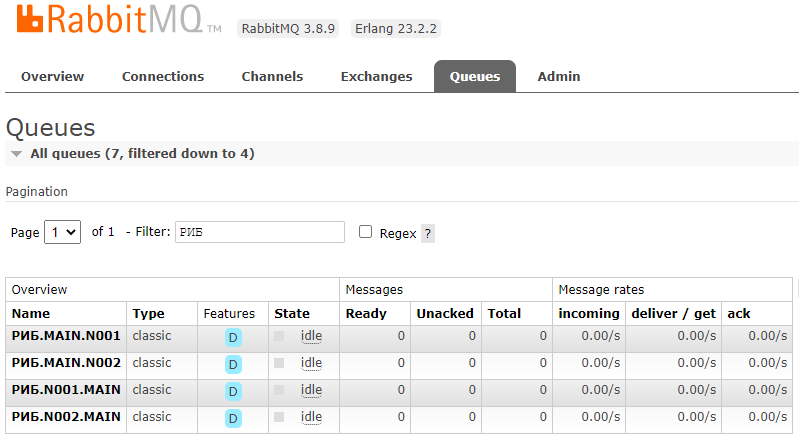 RabbitMQ TM RabbitMQ 3.8.9 Erlang 23.2.2
Overview Connections Channels Exchanges Queues Admin
Queues
All queues (7, filtered down to 4)
Pagination
Page 1 of 1 - Filter: РИБ Regex ?
Overview Messages Message rates
Name Type Features State Ready Unacked Total incoming deliver / get ack
РИБ.MAIN.N001 classic D idle 0 0 0 0.00/s 0.00/s 0.00/s
РИБ.MAIN.N002 classic D idle 0 0 0 0.00/s 0.00/s 0.00/s
РИБ.N001.MAIN classic D idle 0 0 0 0.00/s 0.00/s 0.00/s
РИБ.N002.MAIN classic D idle 0 0 0 0.00/s 0.00/s 0.00/s